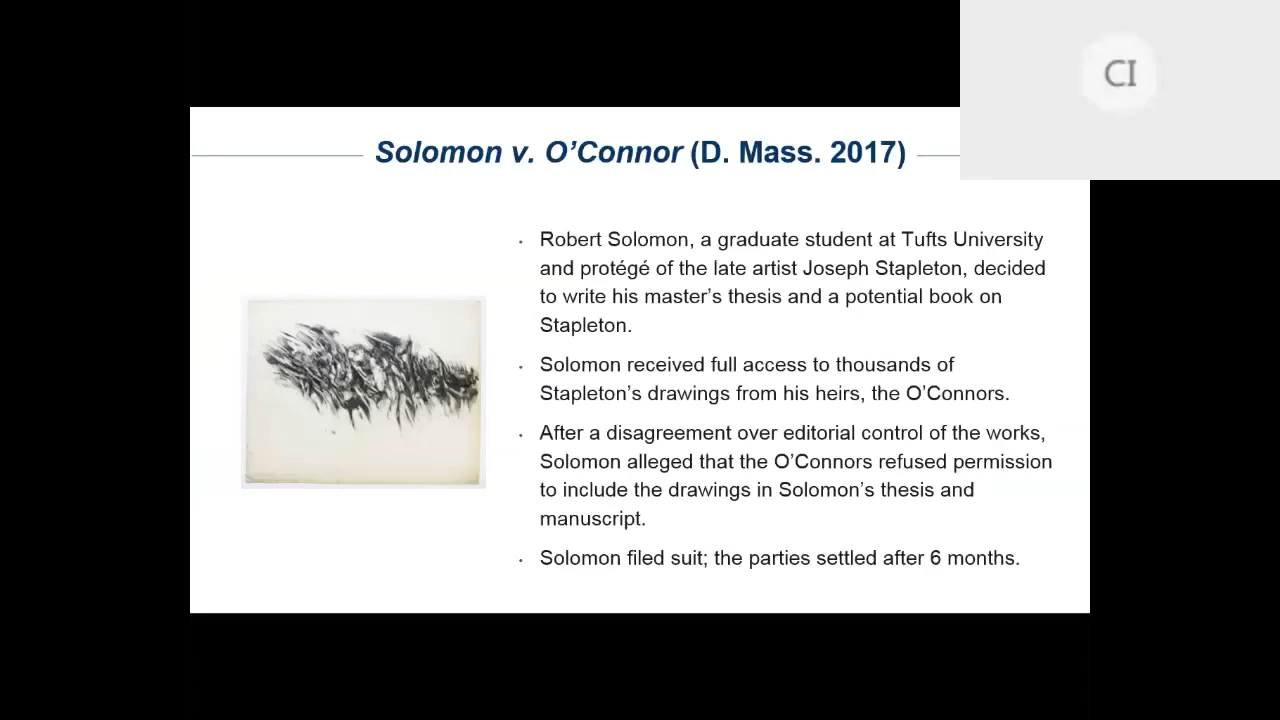 CI
Solomon v. O’Connor (D. Mass. 2017)
· Robert Solomon, a graduate student at Tufts University
and protégé of the late artist Joseph Stapleton, decided
to write his master’s thesis and a potential book on
Stapleton.
· Solomon received full access to thousands of
Stapleton’s drawings from his heirs, the O’Connors.
· After a disagreement over editorial control of the works,
Solomon alleged that the O’Connors refused permission
to include the drawings in Solomon’s thesis and
manuscript.
· Solomon filed suit; the parties settled after 6 months.